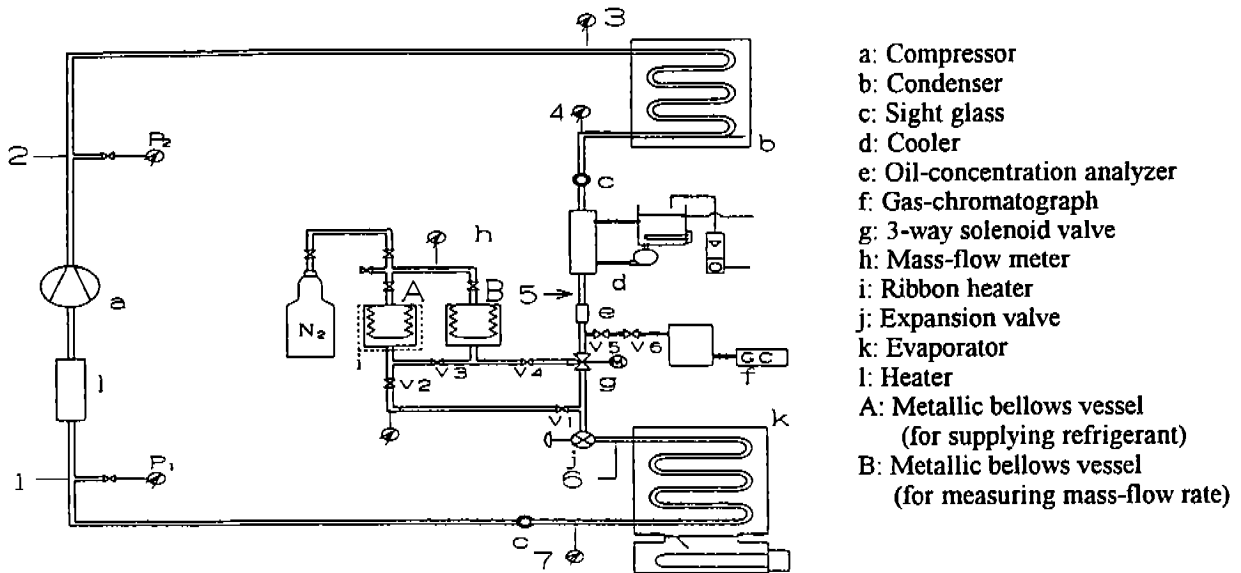 3
4
b
c
P2
2
h
d
A
B
5
e
a
N2
i
V5 V6
GC
V3
V4
f
V2
g
l
V1
k
j
P1
6
1
c
7
a: Compressor
b: Condenser
c: Sight glass
d: Cooler
e: Oil-concentration analyzer
f: Gas-chromatograph
g: 3-way solenoid valve
h: Mass-flow meter
i: Ribbon heater
j: Expansion valve
k: Evaporator
l: Heater
A: Metallic bellows vessel
(for supplying refrigerant)
B: Metallic bellows vessel
(for measuring mass-flow rate)